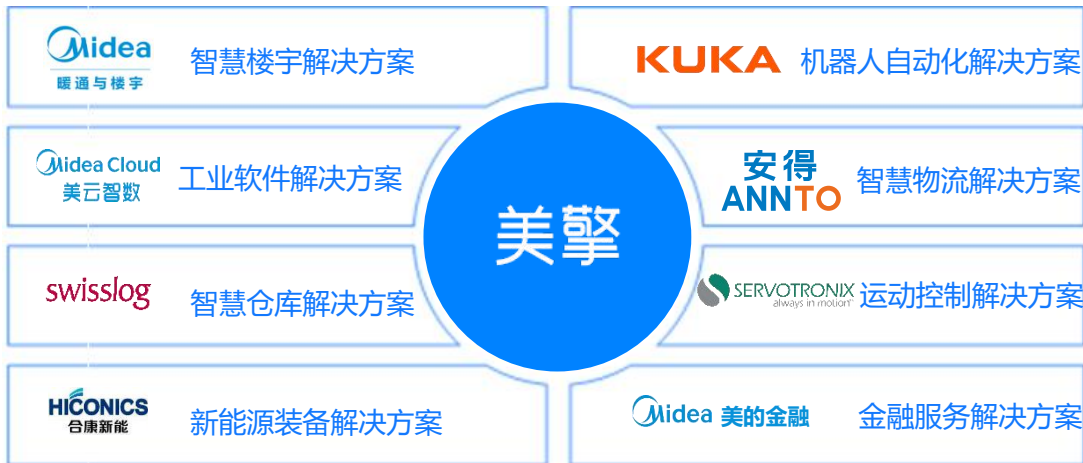 Midea
暖通与楼宇
智慧楼宇解决方案
KUKA 机器人自动化解决方案
Midea Cloud
美云智数
工业软件解决方案
安得
ANNTO
智慧物流解决方案
美擎
swisslog
智慧仓库解决方案
SERVOTRONIX
always in motion
运动控制解决方案
HICONICS
合康新能
新能源装备解决方案
Midea 美的金融
金融服务解决方案